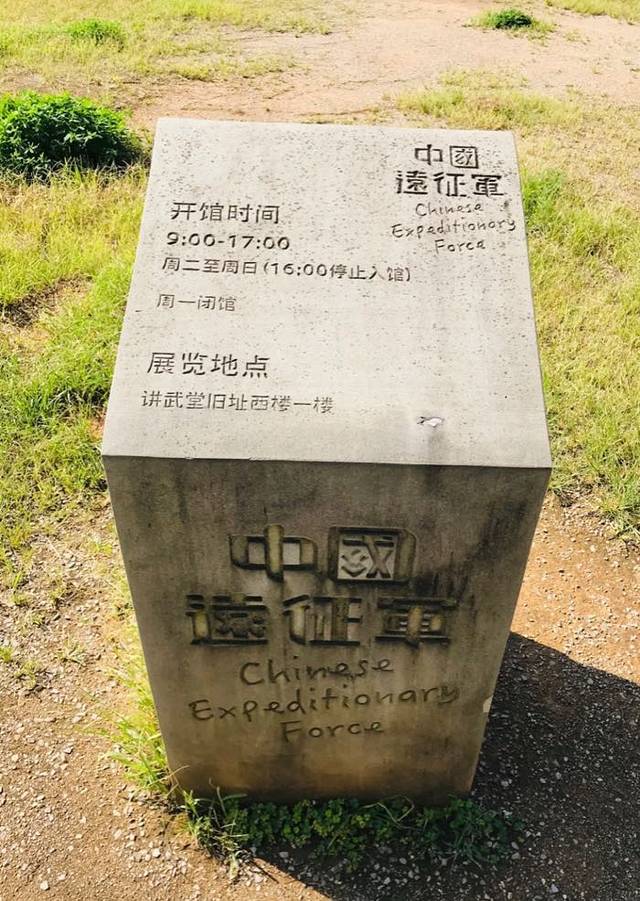 中國
遠征軍
Chinese
Expeditionary
Force
开馆时间
9:00-17:00
周二至周日(16:00停止入馆)
周一闭馆
展览地点
讲武堂旧址西楼一楼
中國
遠征軍
Chinese
Expeditionary
Force